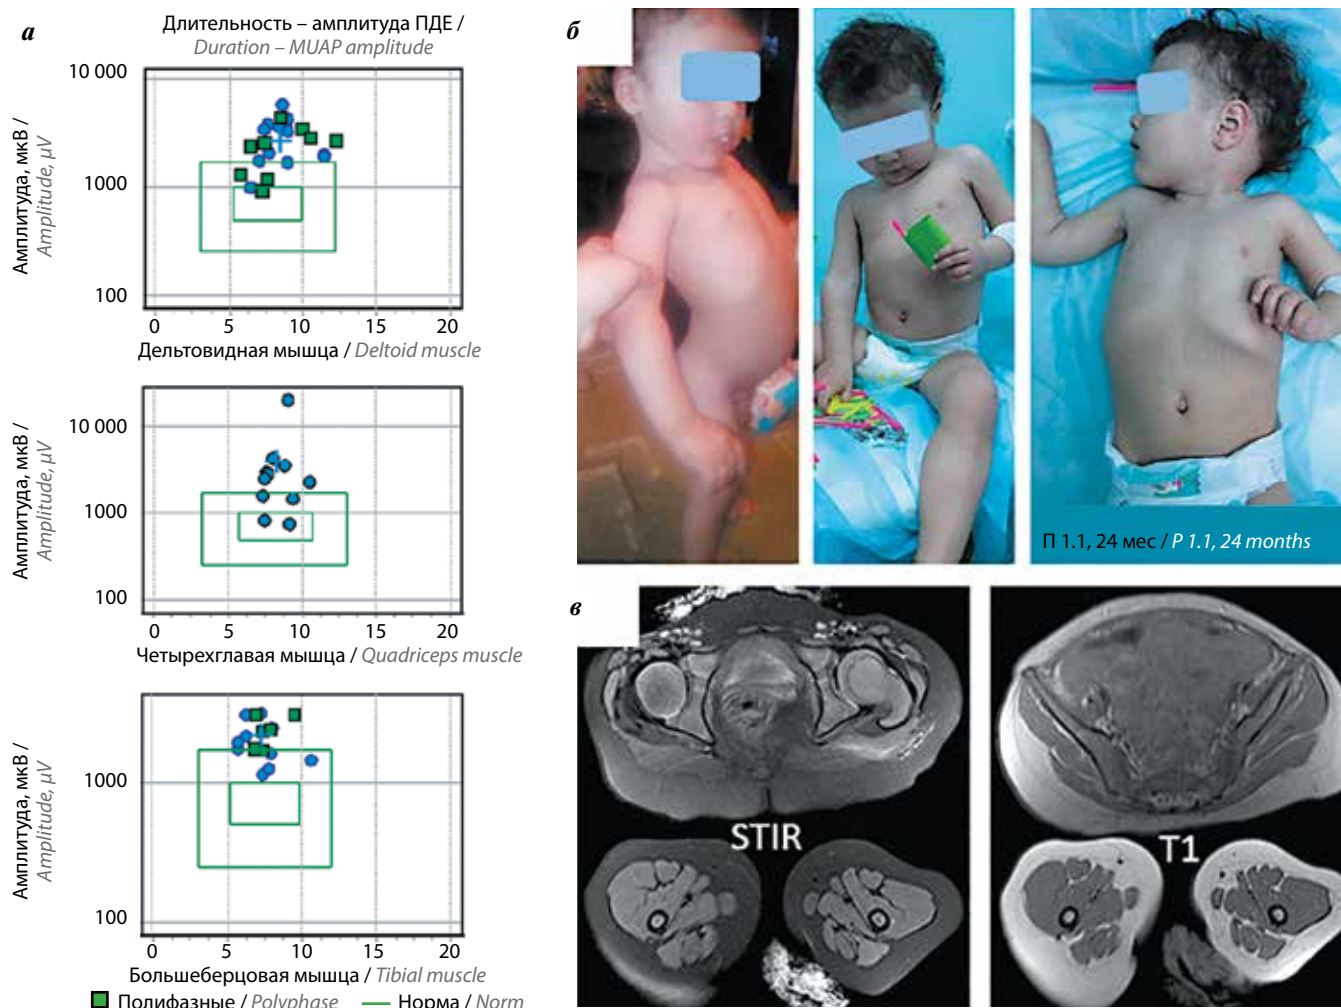 а
Длительность – амплитуда ПДЕ /
Duration – MUAP amplitude
Амплитуда, мкВ /
Amplitude, µV
10 000
1000
100
0 5 10 15 20
Дельтовидная мышца / Deltoid muscle
Амплитуда, мкВ /
Amplitude, µV
10 000
1000
100
0 5 10 15 20
Четырехглавая мышца / Quadriceps muscle
Амплитуда, мкВ /
Amplitude, µV
1000
100
0 5 10 15 20
Большеберцовая мышца / Tibial muscle
Полифазные / Polyphase
Норма / Norm
б
П 1.1, 24 мес / P 1.1, 24 months
в
STIR
T1